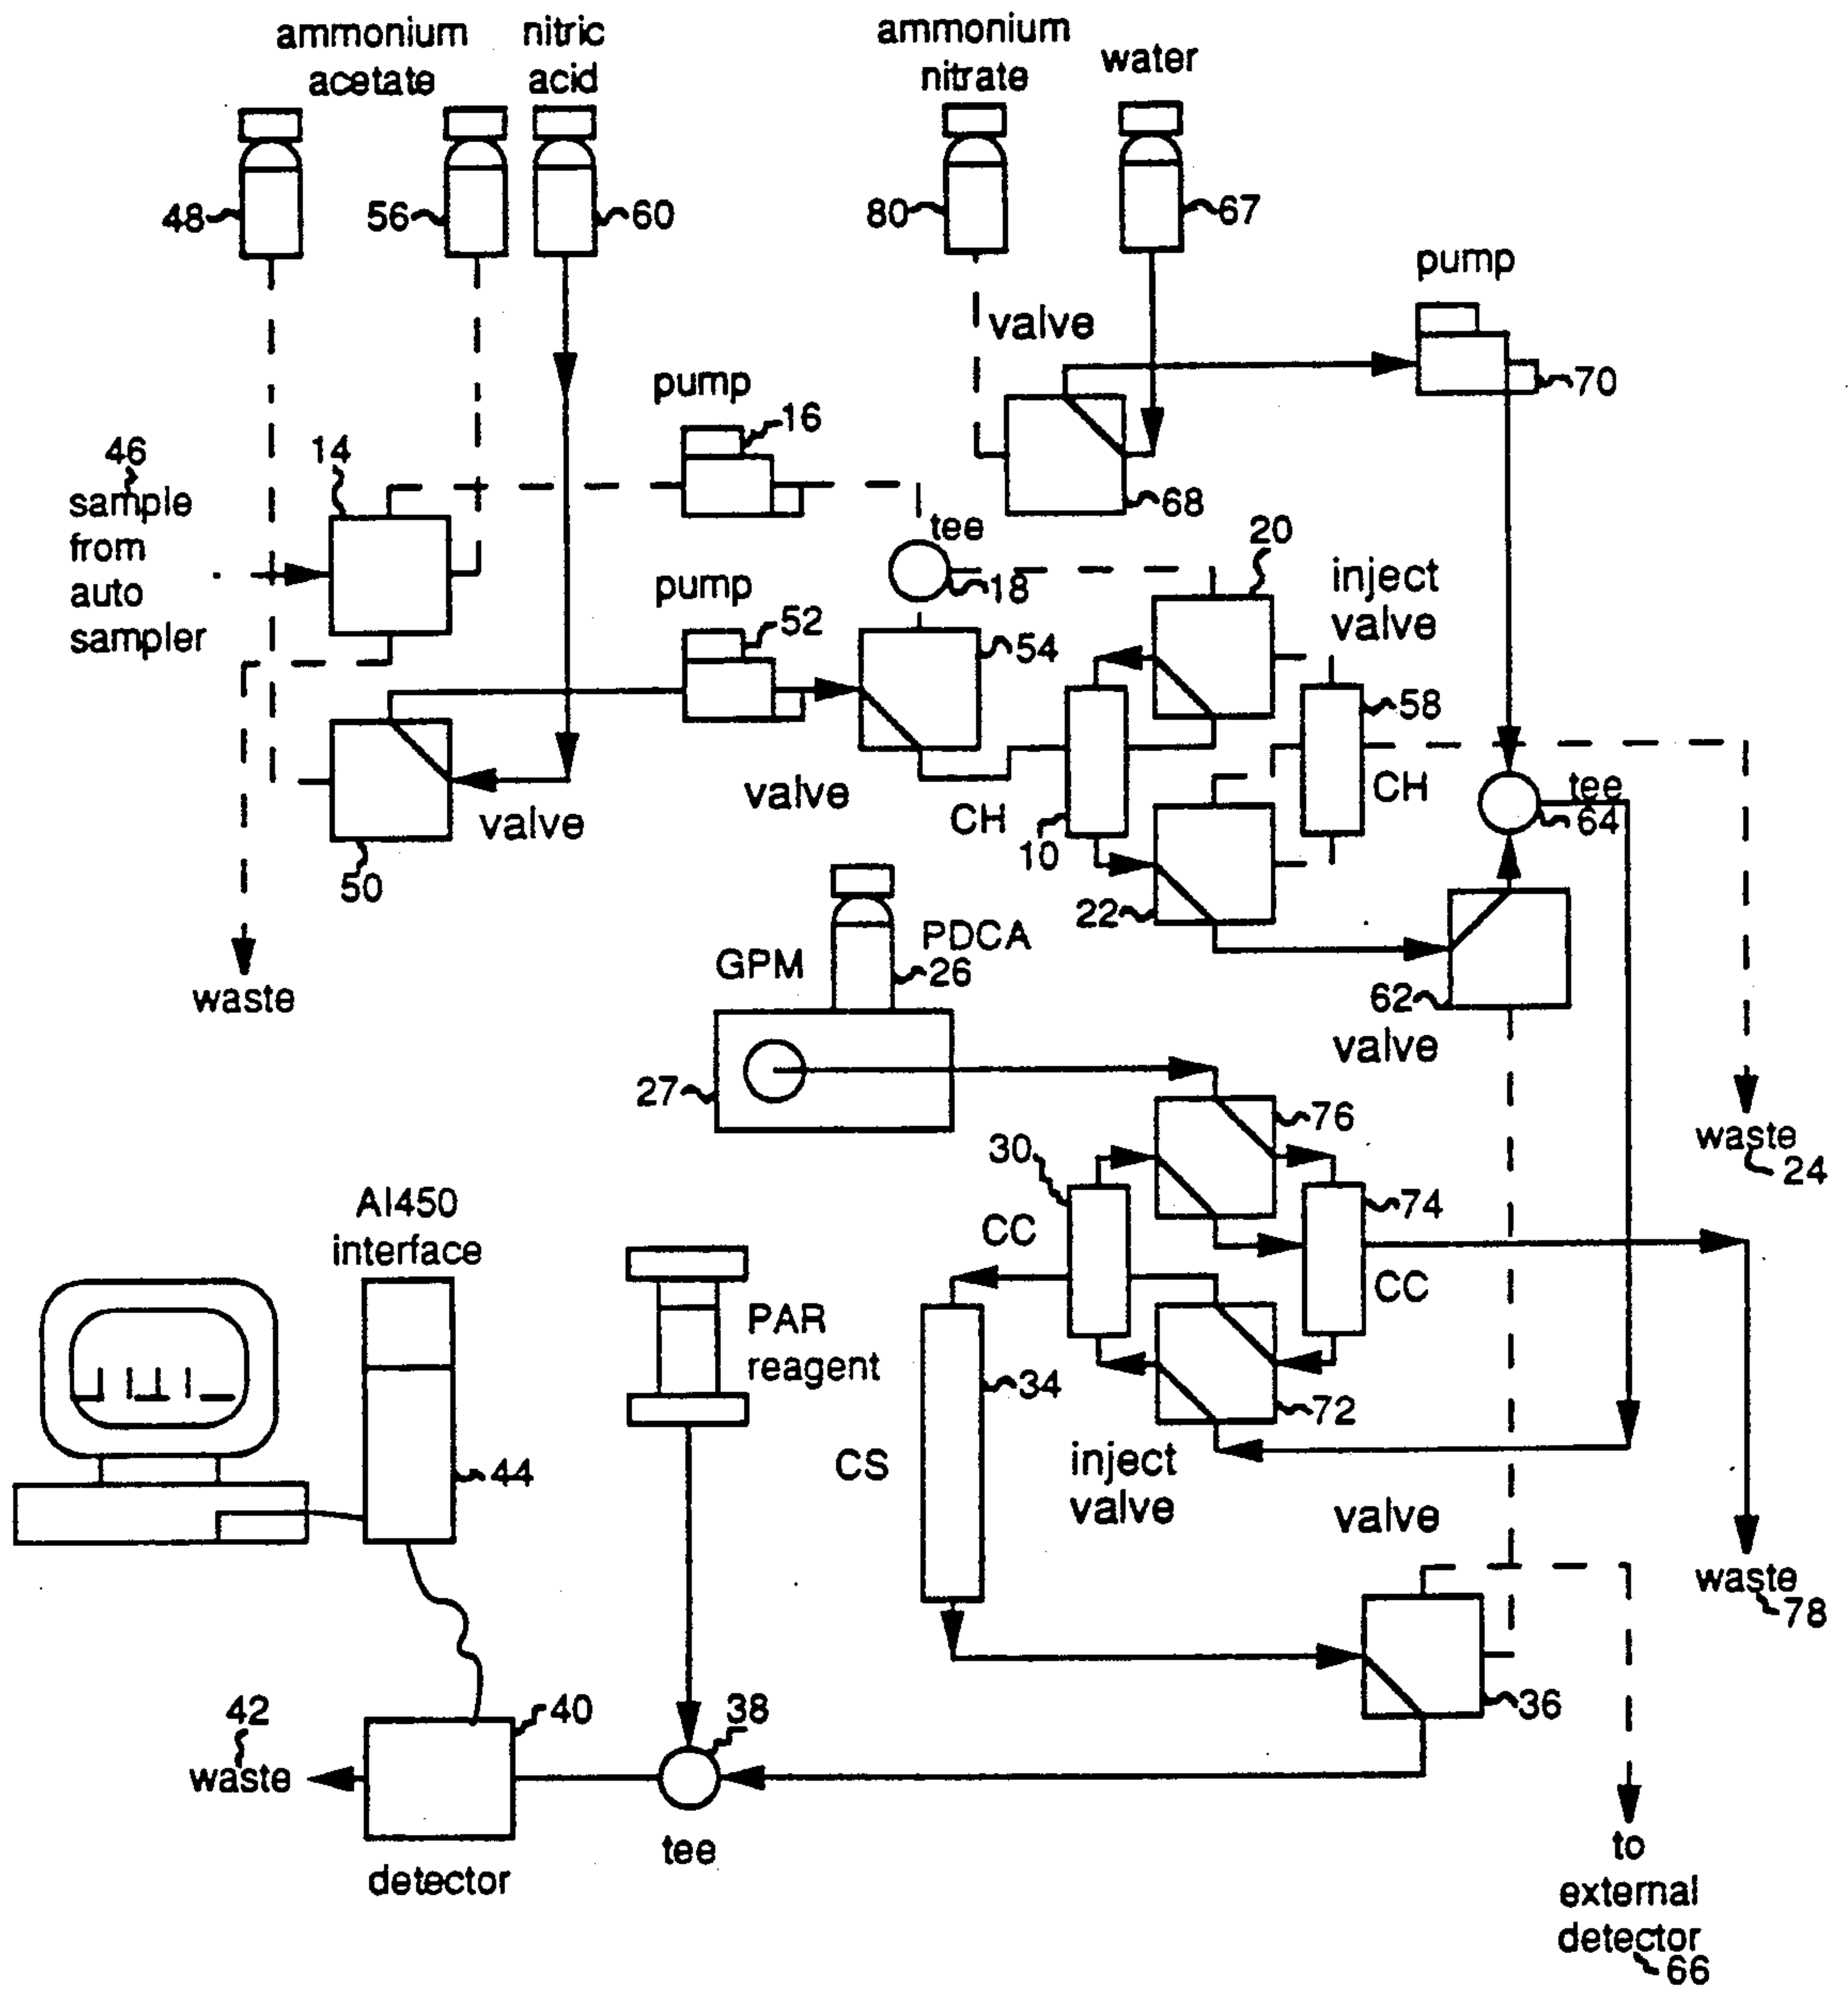 ammonium
acetate
nitric
acid
ammonium
nitrate
water
48
56
60
80
67
pump
valve
70
pump
16
46
sample
from
auto
sampler
14
68
tee
18
20
inject
valve
pump
52
54
58
valve
CH
10
CH
tee
64
valve
50
22
waste
GPM
PDCA
26
62
valve
27
76
waste
24
30
CC
74
CC
AI450
interface
PAR
reagent
34
72
CS
inject
valve
44
valve
waste
78
36
42
waste
40
38
tee
detector
to
external
detector
66